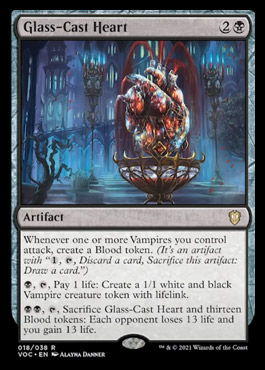 Glass-Cast Heart 2
Artifact
Whenever one or more Vampires you control
attack, create a Blood token. (It's an artifact
with "1, , Discard a card, Sacrifice this artifact:
Draw a card.")
, , Pay 1 life: Create a 1/1 white and black
Vampire creature token with lifelink.
, , Sacrifice Glass-Cast Heart and thirteen
Blood tokens: Each opponent loses 13 life and
you gain 13 life.
018/038 R
VOC • EN ALAYNA DANNER
™ & © 2021 Wizards of the Coast